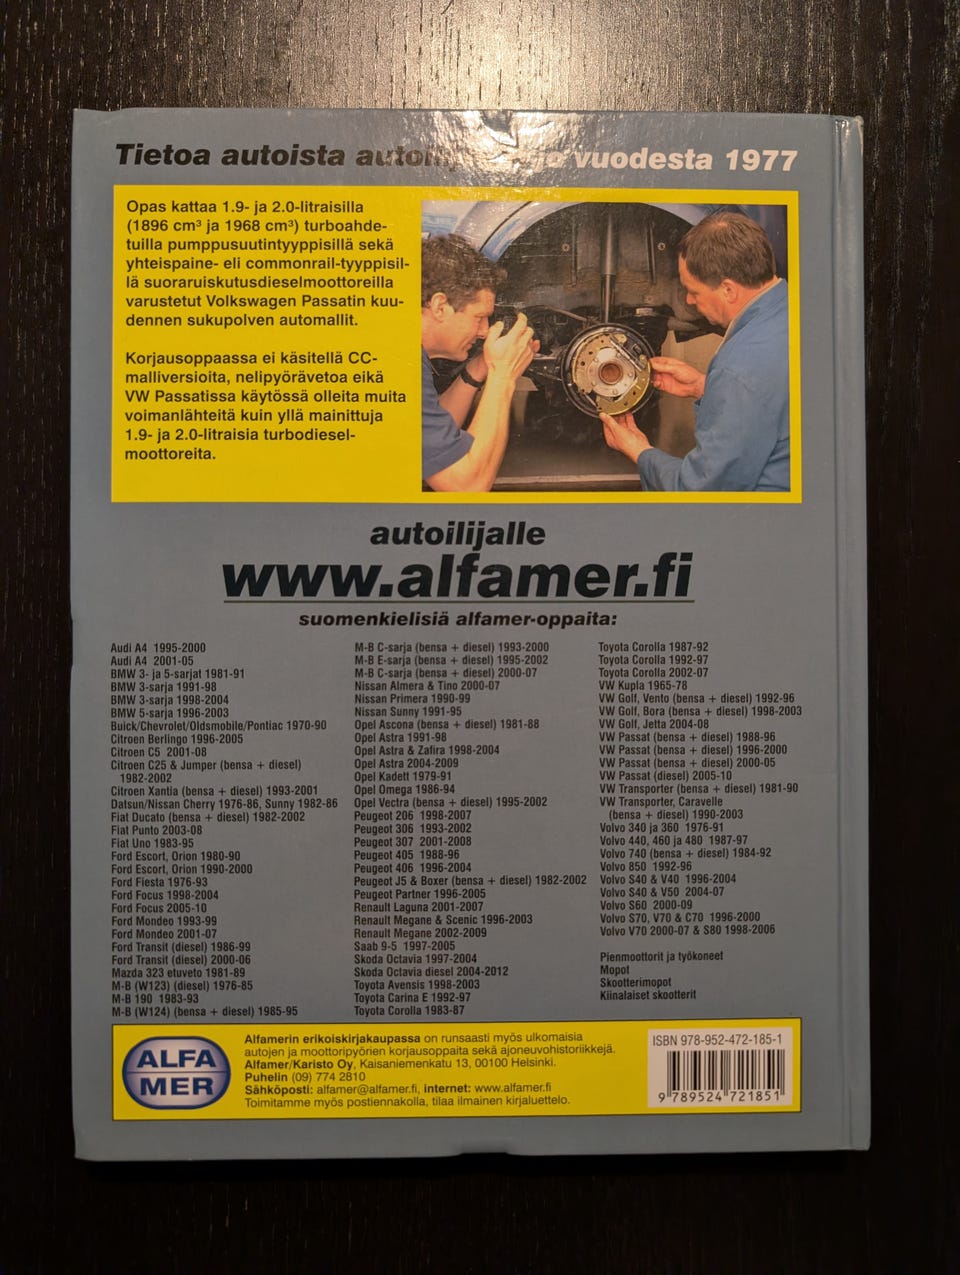 Tietoa autoista vuodesta 1977
Opas kattaa 1.9- ja 2.0-litraisilla
(1896 cm³ ja 1968 cm³) turboahde-
tuilla pumppusuutintyyppisillä sekä
yhteispaine- eli commonrail-tyyppisil-
lä suoraruiskutusdieselmoottoreilla
varustetut Volkswagen Passatin kuu-
dennen sukupolven automallit.
Korjausoppaassa ei käsitellä CC-
malliversioita, nelipyörävetoa eikä
VW Passatissa käytössä olleita muita
voimanlähteitä kuin yllä mainittuja
1.9- ja 2.0-litraisia turbodiesel-
moottoreita.
autoilijalle
www.alfamer.fi
suomenkielisiä alfamer-oppaita:
Audi A4 1995-2000
Audi A4 2001-05
BMW 3- ja 5-sarjat 1981-91
BMW 3-sarja 1991-98
BMW 3-sarja 1998-2004
BMW 5-sarja 1996-2003
Buick/Chevrolet/Oldsmobile/Pontiac 1970-90
Citroen Berlingo 1996-2005
Citroen C5 2001-08
Citroen C25 & Jumper (bensa + diesel)
1982-2002
Citroen Xantia (bensa + diesel) 1993-2001
Datsun/Nissan Cherry 1976-86, Sunny 1982-86
Fiat Ducato (bensa + diesel) 1982-2002
Fiat Punto 2003-08
Fiat Uno 1983-95
Ford Escort, Orion 1980-90
Ford Escort, Orion 1990-2000
Ford Fiesta 1976-93
Ford Focus 1998-2004
Ford Focus 2005-10
Ford Mondeo 1993-99
Ford Mondeo 2001-07
Ford Transit (diesel) 1986-99
Ford Transit (diesel) 2000-06
Mazda 323 etuveto 1981-89
M-B (W123) (diesel) 1976-85
M-B 190 1983-93
M-B (W124) (bensa + diesel) 1985-95
M-B C-sarja (bensa + diesel) 1993-2000
M-B E-sarja (bensa + diesel) 1995-2002
M-B C-sarja (bensa + diesel) 2000-07
Nissan Almera & Tino 2000-07
Nissan Primera 1990-99
Nissan Sunny 1991-95
Opel Ascona (bensa + diesel) 1981-88
Opel Astra 1991-98
Opel Astra & Zafira 1998-2004
Opel Astra 2004-2009
Opel Kadett 1979-91
Opel Omega 1986-94
Opel Vectra (bensa + diesel) 1995-2002
Peugeot 206 1998-2007
Peugeot 306 1993-2002
Peugeot 307 2001-2008
Peugeot 405 1988-96
Peugeot 406 1996-2004
Peugeot J5 & Boxer (bensa + diesel) 1982-2002
Peugeot Partner 1996-2005
Renault Laguna 2001-2007
Renault Megane & Scenic 1996-2003
Renault Megane 2002-2009
Saab 9-5 1997-2005
Skoda Octavia 1997-2004
Skoda Octavia diesel 2004-2012
Toyota Avensis 1998-2003
Toyota Carina E 1992-97
Toyota Corolla 1983-87
Toyota Corolla 1987-92
Toyota Corolla 1992-97
Toyota Corolla 2002-07
VW Kupla 1965-78
VW Golf, Vento (bensa + diesel) 1992-96
VW Golf, Bora (bensa + diesel) 1998-2003
VW Golf, Jetta 2004-08
VW Passat (bensa + diesel) 1988-96
VW Passat (bensa + diesel) 1996-2000
VW Passat (bensa + diesel) 2000-05
VW Passat (diesel) 2005-10
VW Transporter (bensa + diesel) 1981-90
VW Transporter, Caravelle
(bensa + diesel) 1990-2003
Volvo 340 ja 360 1976-91
Volvo 440, 460 ja 480 1987-97
Volvo 740 (bensa + diesel) 1984-92
Volvo 850 1992-96
Volvo S40 & V40 1996-2004
Volvo S40 & V50 2004-07
Volvo S60 2000-09
Volvo S70, V70 & C70 1996-2000
Volvo V70 2000-07 & S80 1998-2006
Pienmoottorit ja työkoneet
Mopot
Skootterimopot
Kiinalaiset skootterit
ALFA
MER
Alfamerin erikoiskirjakaupassa on runsaasti myös ulkomaisia
autojen ja moottoripyörien korjausoppaita sekä ajoneuvohistoriikkejä.
Alfamer/Karisto Oy, Kaisaniemenkatu 13, 00100 Helsinki.
Puhelin (09) 774 2810
Sähköposti: alfamer@alfamer.fi, internet: www.alfamer.fi
Toimitamme myös postiennakolla, tilaa ilmainen kirjaluettelo.
ISBN 978-952-472-185-1
9 789524 721851